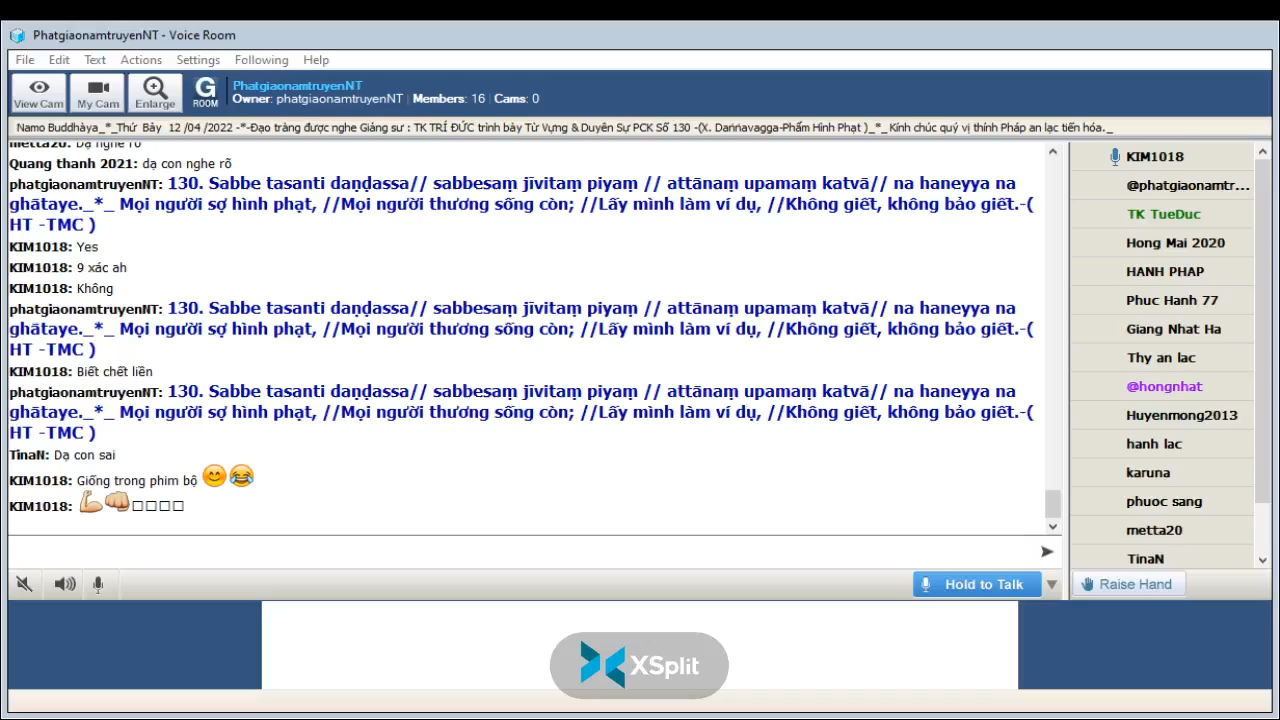 PhatgiaonamtruyenNT - Voice Room
File Edit Text Actions Settings Following Help
View Cam My Cam Enlarge G ROOM
PhatgiaonamtruyenNT
Owner: phatgiaonamtruyenNT | Members: 16 | Cams: 0
Namo Buddhàya_*_Thứ Bảy 12 /04 /2022 -*-Đạo tràng được nghe Giảng sư : TK TRÍ ĐỨC trình bày Từ Vựng & Duyên Sự PCK Số 130 -(X. Daṇṇavagga-Phẩm Hình Phạt )_*_ Kính chúc quý vị thính Pháp an lạc tiến hóa._
metta20: Dạ nghe rõ
Quang thanh 2021: dạ con nghe rõ
phatgiaonamtruyenNT: 130. Sabbe tasanti daṇḍassa// sabbesaṃ jīvitaṃ piyaṃ // attānaṃ upamaṃ katvā// na haneyya na
ghātaye._*_ Mọi người sợ hình phạt, //Mọi người thương sống còn; //Lấy mình làm ví dụ, //Không giết, không bảo giết.-(
HT -TMC )
KIM1018: Yes
KIM1018: 9 xác ah
KIM1018: Không
phatgiaonamtruyenNT: 130. Sabbe tasanti daṇḍassa// sabbesaṃ jīvitaṃ piyaṃ // attānaṃ upamaṃ katvā// na haneyya na
ghātaye._*_ Mọi người sợ hình phạt, //Mọi người thương sống còn; //Lấy mình làm ví dụ, //Không giết, không bảo giết.-(
HT -TMC )
KIM1018: Biết chết liền
phatgiaonamtruyenNT: 130. Sabbe tasanti daṇḍassa// sabbesaṃ jīvitaṃ piyaṃ // attānaṃ upamaṃ katvā// na haneyya na
ghātaye._*_ Mọi người sợ hình phạt, //Mọi người thương sống còn; //Lấy mình làm ví dụ, //Không giết, không bảo giết.-(
HT -TMC )
TinaN: Dạ con sai
KIM1018: Giống trong phim bộ 😊😂
KIM1018: 💪👊□□□□
Hold to Talk
KIM1018
@phatgiaonamtr...
TK TueDuc
Hong Mai 2020
HANH PHAP
Phuc Hanh 77
Giang Nhat Ha
Thy an lac
@hongnhat
Huyenmong2013
hanh lac
karuna
phuoc sang
metta20
TinaN
Raise Hand
XSplit